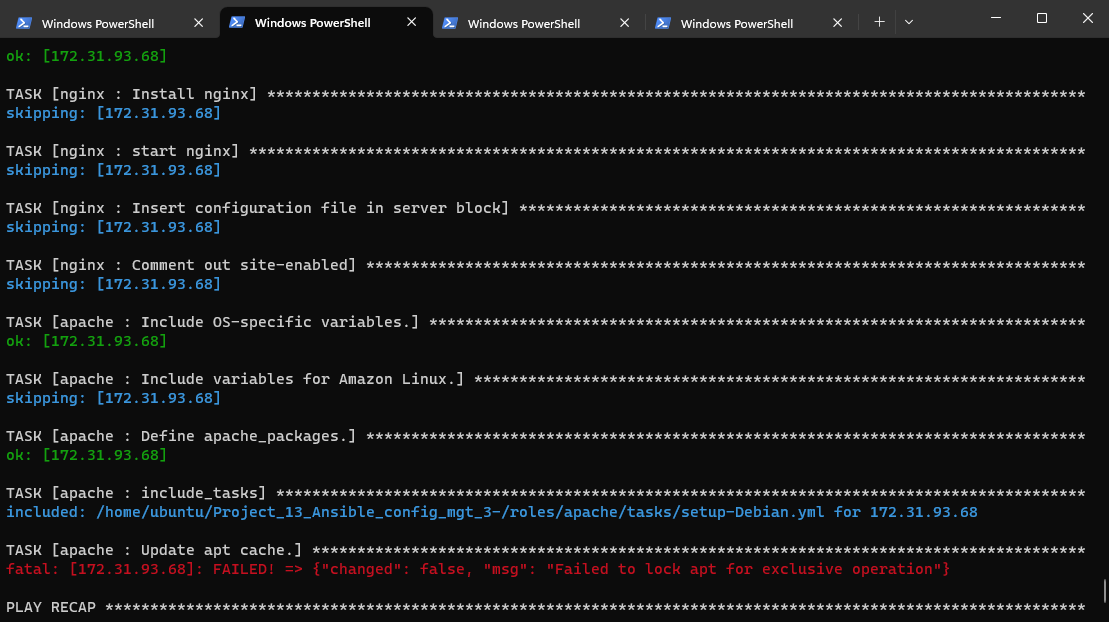 Windows PowerShell
Windows PowerShell
Windows PowerShell
Windows PowerShell
ok: [172.31.93.68]
TASK [nginx : Install nginx] *******************************************************************************************
skipping: [172.31.93.68]
TASK [nginx : start nginx] *********************************************************************************************
skipping: [172.31.93.68]
TASK [nginx : Insert configuration file in server block] ***************************************************************
skipping: [172.31.93.68]
TASK [nginx : Comment out site-enabled] ********************************************************************************
skipping: [172.31.93.68]
TASK [apache : Include OS-specific variables.] *************************************************************************
ok: [172.31.93.68]
TASK [apache : Include variables for Amazon Linux.] ********************************************************************
skipping: [172.31.93.68]
TASK [apache : Define apache_packages.] ********************************************************************************
ok: [172.31.93.68]
TASK [apache : include_tasks] ******************************************************************************************
included: /home/ubuntu/Project_13_Ansible_config_mgt_3-/roles/apache/tasks/setup-Debian.yml for 172.31.93.68
TASK [apache : Update apt cache.] **************************************************************************************
fatal: [172.31.93.68]: FAILED! => {"changed": false, "msg": "Failed to lock apt for exclusive operation"}
PLAY RECAP *************************************************************************************************************